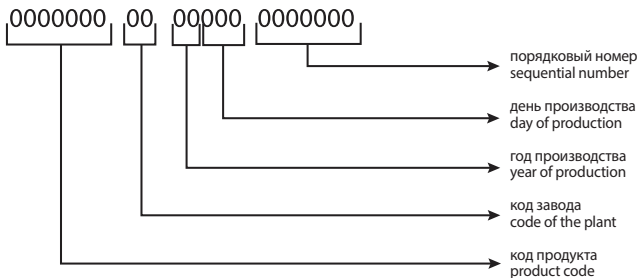 0000000 00 00000 0000000
порядковый номер
sequential number
день производства
day of production
год производства
year of production
код завода
code of the plant
код продукта
product code